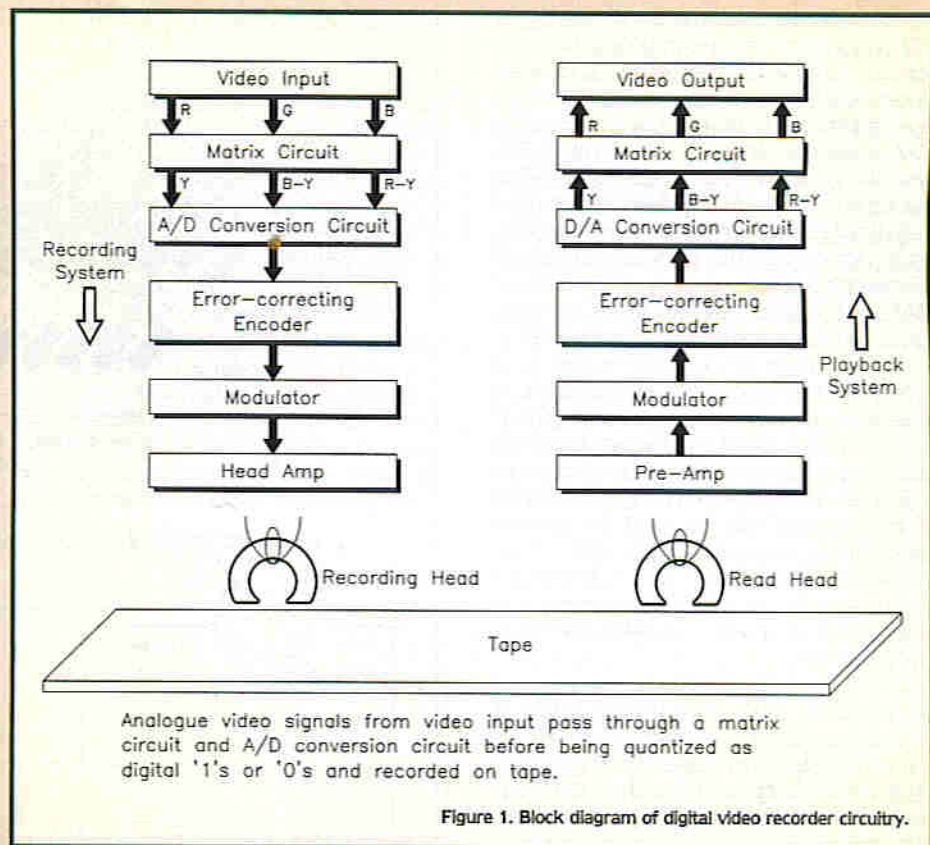 Video Input
R G B
Matrix Circuit
Y B-Y R-Y
A/D Conversion Circuit
Recording
System
Error-correcting
Encoder
Modulator
Head Amp
Recording Head
Video Output
R G B
Matrix Circuit
Y B-Y R-Y
D/A Conversion Circuit
Error-correcting
Encoder
Playback
System
Modulator
Pre-Amp
Read Head
Tape
Analogue video signals from video input pass through a matrix
circuit and A/D conversion circuit before being quantized as
digital '1's or '0's and recorded on tape.
Figure 1. Block diagram of digital video recorder circuitry.